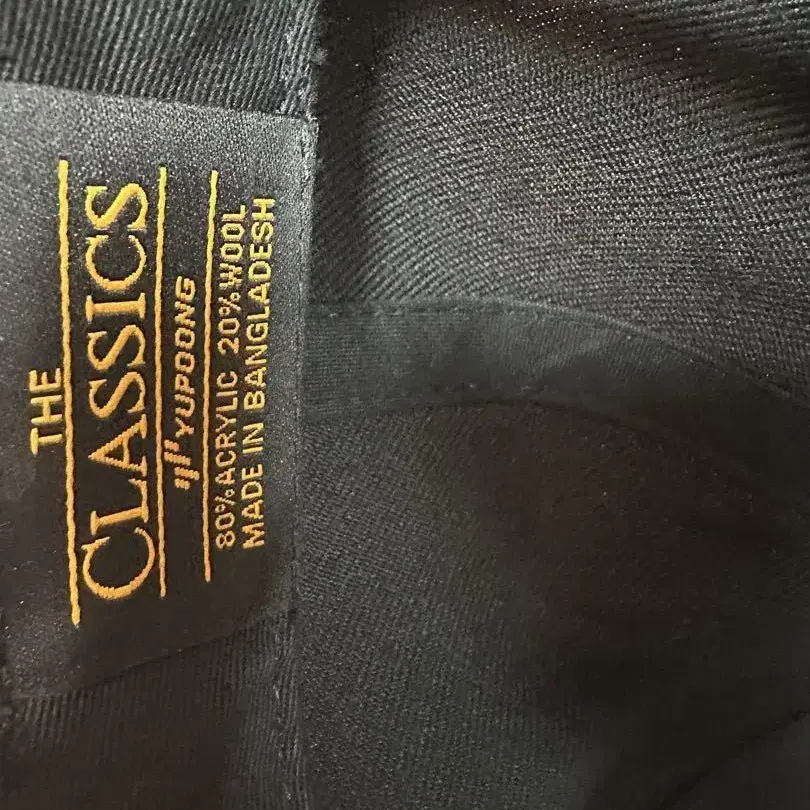 THE
CLASSICS
YUPOONG
80%ACRYLIC 20%WOOL
MADE IN BANGLADESH